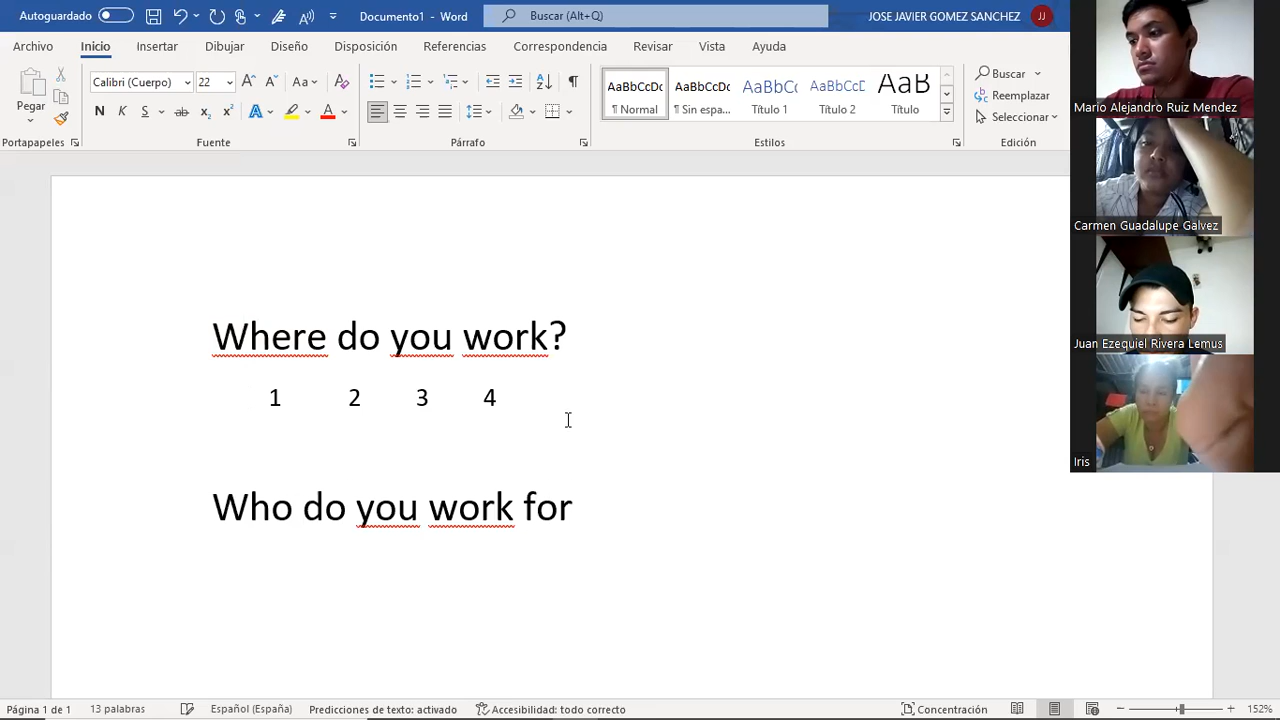 Autoguardado
Documento1 - Word
Buscar (Alt+Q)
JOSE JAVIER GOMEZ SANCHEZ
JJ
Archivo Inicio Insertar Dibujar Diseño Disposición Referencias Correspondencia Revisar Vista Ayuda
Pegar
Calibri (Cuerpo) 22
N K S ab x₂ x²
AaBbCcDc AaBbCcDc AaBbCc AaBbCcD AaB
¶ Normal ¶ Sin espa... Título 1 Título 2 Título
Buscar
Reemplazar
Seleccionar
Portapapeles Fuente Párrafo Estilos Edición
Where do you work?
1 2 3 4
Who do you work for
Mario Alejandro Ruiz Mendez
Carmen Guadalupe Galvez
Juan Ezequiel Rivera Lemus
Iris
Página 1 de 1 13 palabras Español (España) Predicciones de texto: activado Accesibilidad: todo correcto Concentración 152%